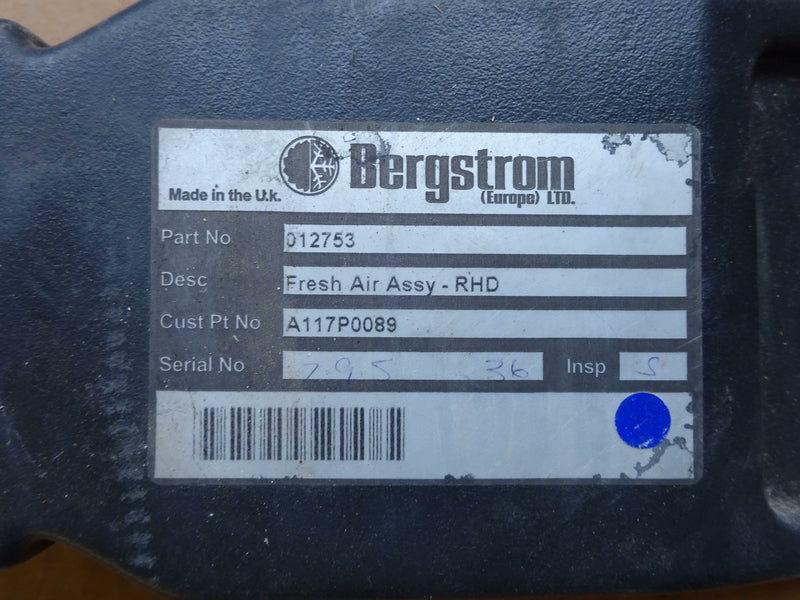 Bergstrom
Made in the U.k. (Europe) LTD.
Part No 012753
Desc Fresh Air Assy - RHD
Cust Pt No A117P0089
Serial No 795 36 Insp S